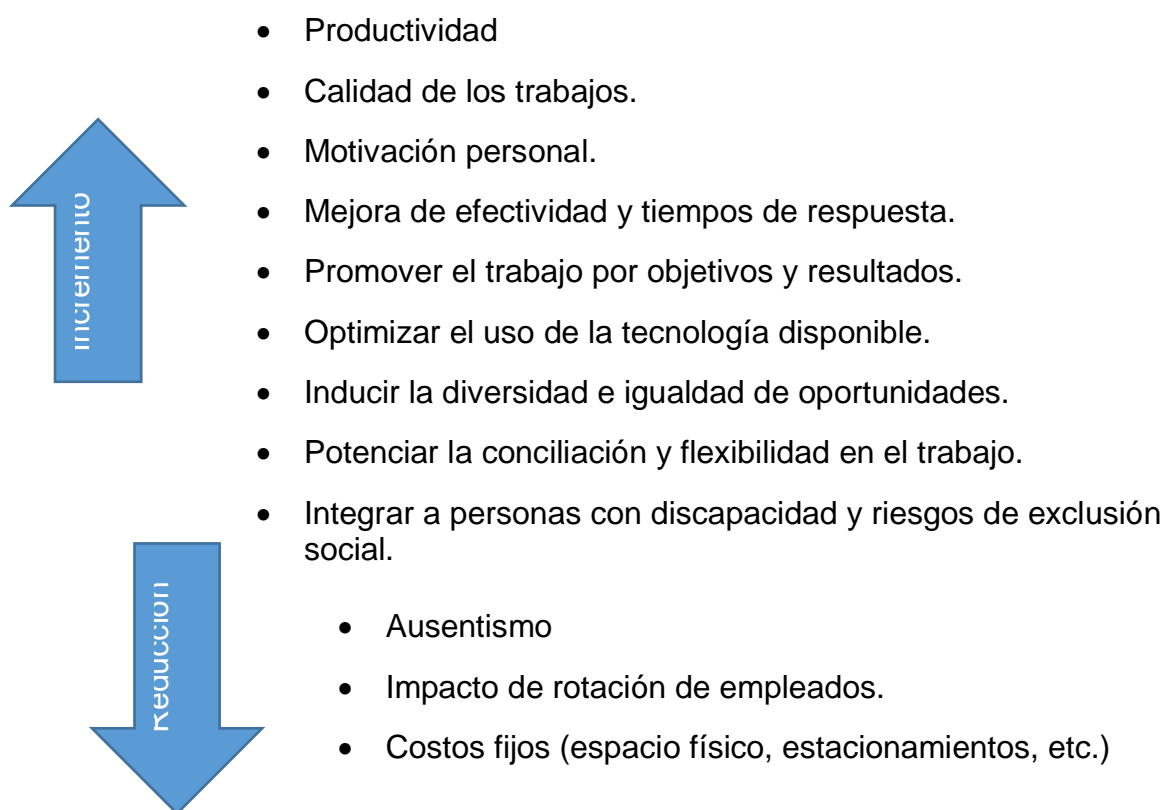 • Productividad
• Calidad de los trabajos.
• Motivación personal.
• Mejora de efectividad y tiempos de respuesta.
• Promover el trabajo por objetivos y resultados.
• Optimizar el uso de la tecnología disponible.
• Inducir la diversidad e igualdad de oportunidades.
• Potenciar la conciliación y flexibilidad en el trabajo.
• Integrar a personas con discapacidad y riesgos de exclusión
social.
Incremento
• Ausentismo
• Impacto de rotación de empleados.
• Costos fijos (espacio físico, estacionamientos, etc.)
Reducción